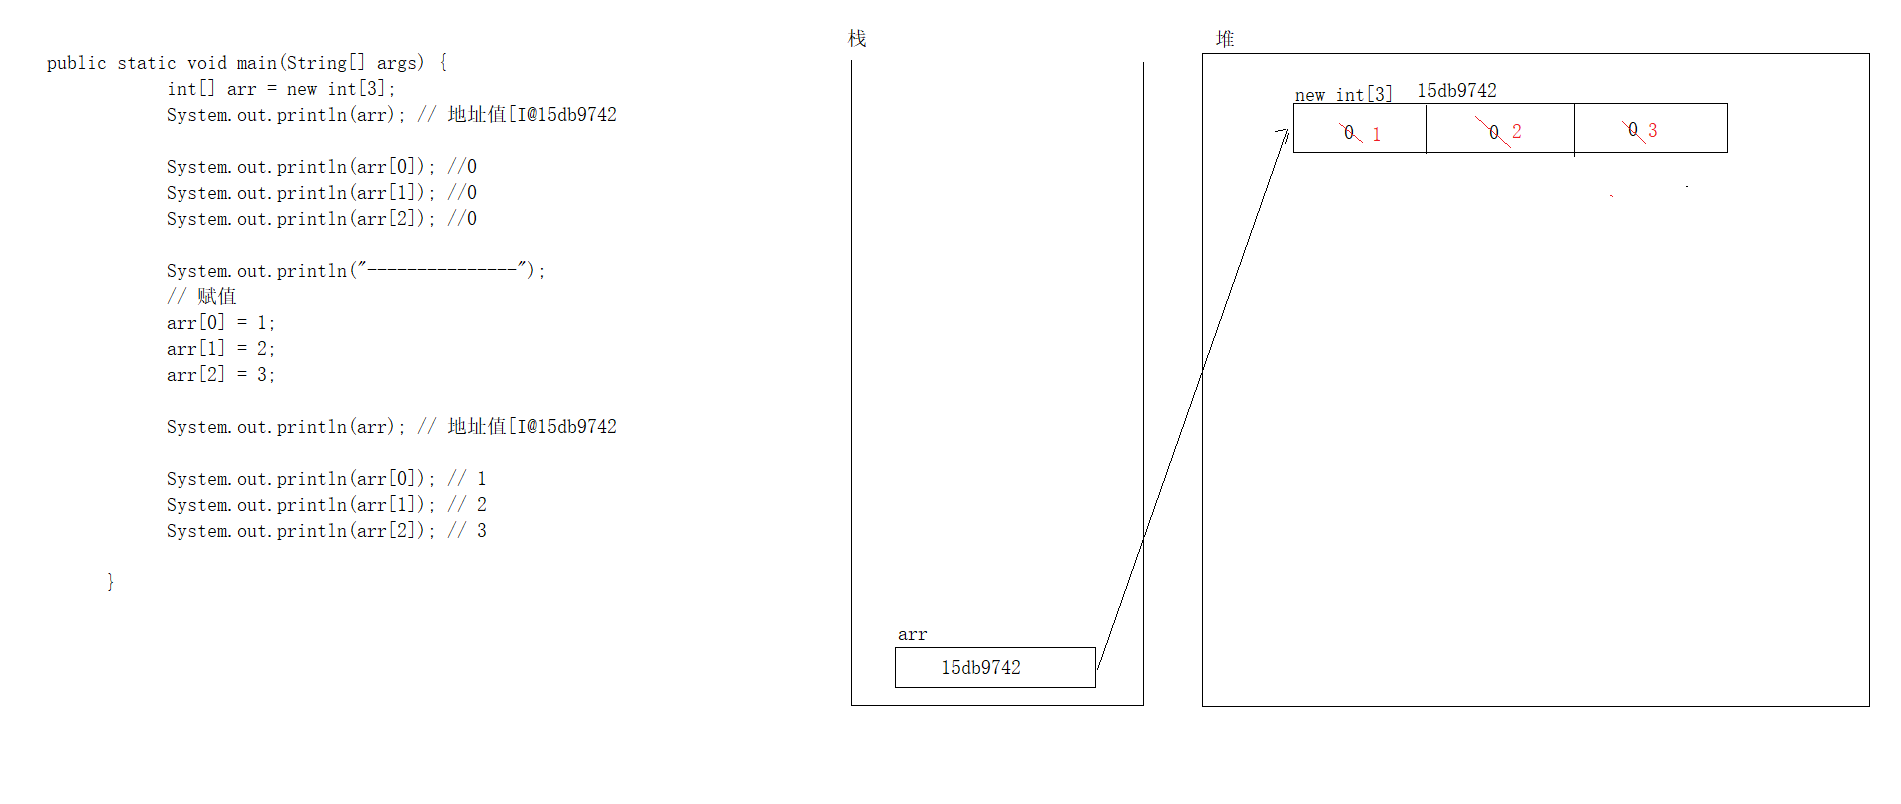 public static void main(String[] args) {
int[] arr = new int[3];
System.out.println(arr); // 地址值[I@15db9742
System.out.println(arr[0]); //0
System.out.println(arr[1]); //0
System.out.println(arr[2]); //0
System.out.println("---------------");
// 赋值
arr[0] = 1;
arr[1] = 2;
arr[2] = 3;
System.out.println(arr); // 地址值[I@15db9742
System.out.println(arr[0]); // 1
System.out.println(arr[1]); // 2
System.out.println(arr[2]); // 3
}
栈
arr
15db9742
堆
new int[3] 15db9742
0 1 0 2 0 3